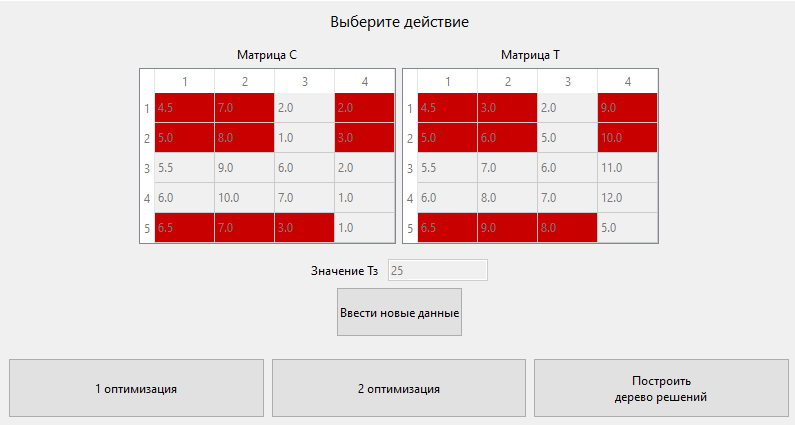 Выберите действие
Матрица С Матрица Т
1 2 3 4 1 2 3 4
1 4.5 7.0 2.0 2.0 1 4.5 3.0 2.0 9.0
2 5.0 8.0 1.0 3.0 2 5.0 6.0 5.0 10.0
3 5.5 9.0 6.0 2.0 3 5.5 7.0 6.0 11.0
4 6.0 10.0 7.0 1.0 4 6.0 8.0 7.0 12.0
5 6.5 7.0 3.0 1.0 5 6.5 9.0 8.0 5.0
Значение Тз 25
Ввести новые данные
1 оптимизация 2 оптимизация Построить
дерево решений